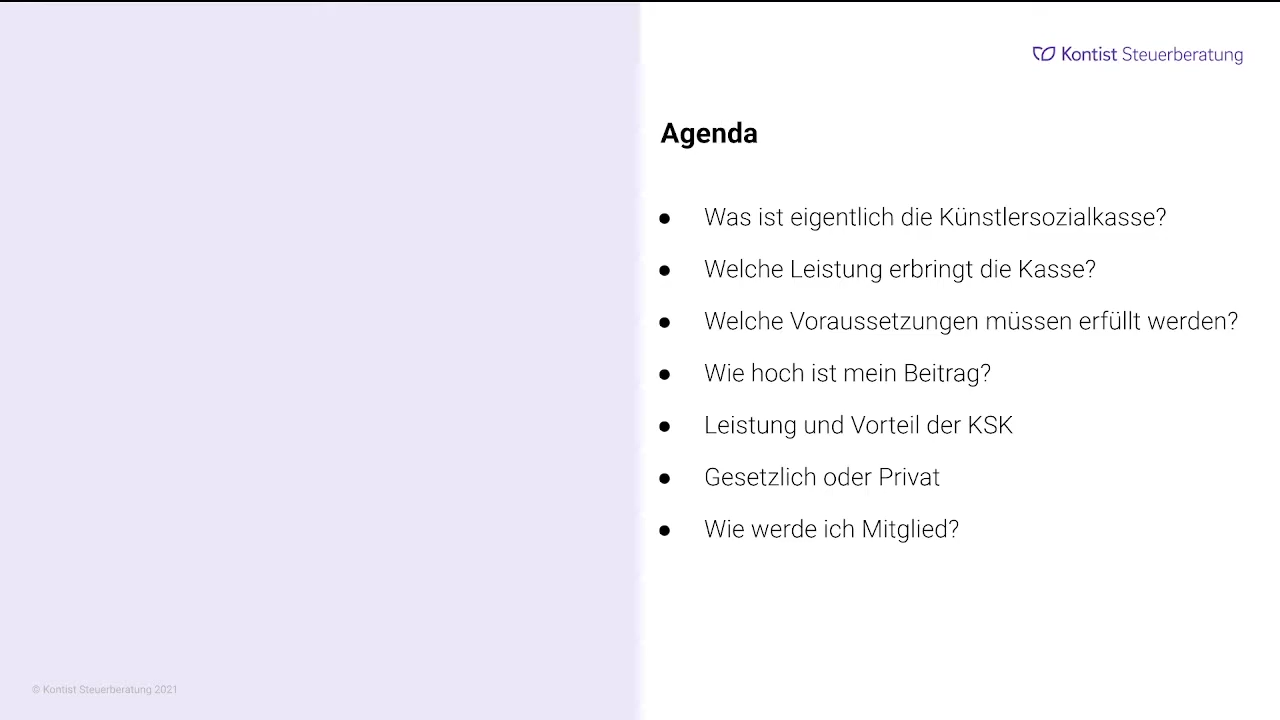 Kontist Steuerberatung
Agenda
● Was ist eigentlich die Künstlersozialkasse?
● Welche Leistung erbringt die Kasse?
● Welche Voraussetzungen müssen erfüllt werden?
● Wie hoch ist mein Beitrag?
● Leistung und Vorteil der KSK
● Gesetzlich oder Privat
● Wie werde ich Mitglied?
© Kontist Steuerberatung 2021